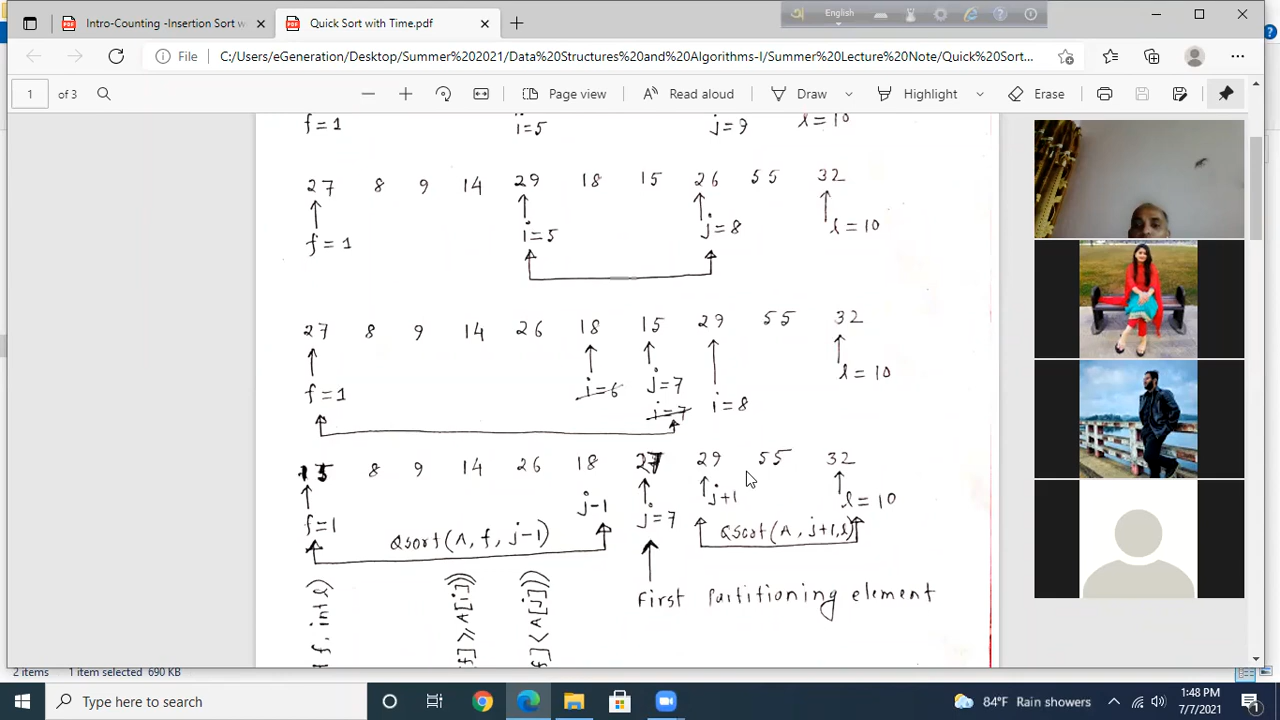 Intro-Counting -Insertion Sort w
Quick Sort with Time.pdf
English
File
C:/Users/eGeneration/Desktop/Summer%202021/Data%20Structures%20and%20Algorithms-I/Summer%20Lecture%20Note/Quick%20Sort...
1 of 3
Page view
Read aloud
Draw
Highlight
Erase
f=1 i=5 j=9 l=10
27 8 9 14 29 18 15 26 55 32
f=1 i=5 j=8 l=10
27 8 9 14 26 18 15 29 55 32
f=1 i=6 j=7 l=10
i=7 i=8
15 8 9 14 26 18 27 29 55 32
f=1 j-1 j=7 j+1 l=10
Qsort(A, f, j-1) Qsort(A, j+1,l)
First Partitioning element
f, int l)
f]≥A[i])
f]<A[j])
2 items 1 item selected 690 KB
Type here to search
84°F Rain showers
1:48 PM
7/7/2021